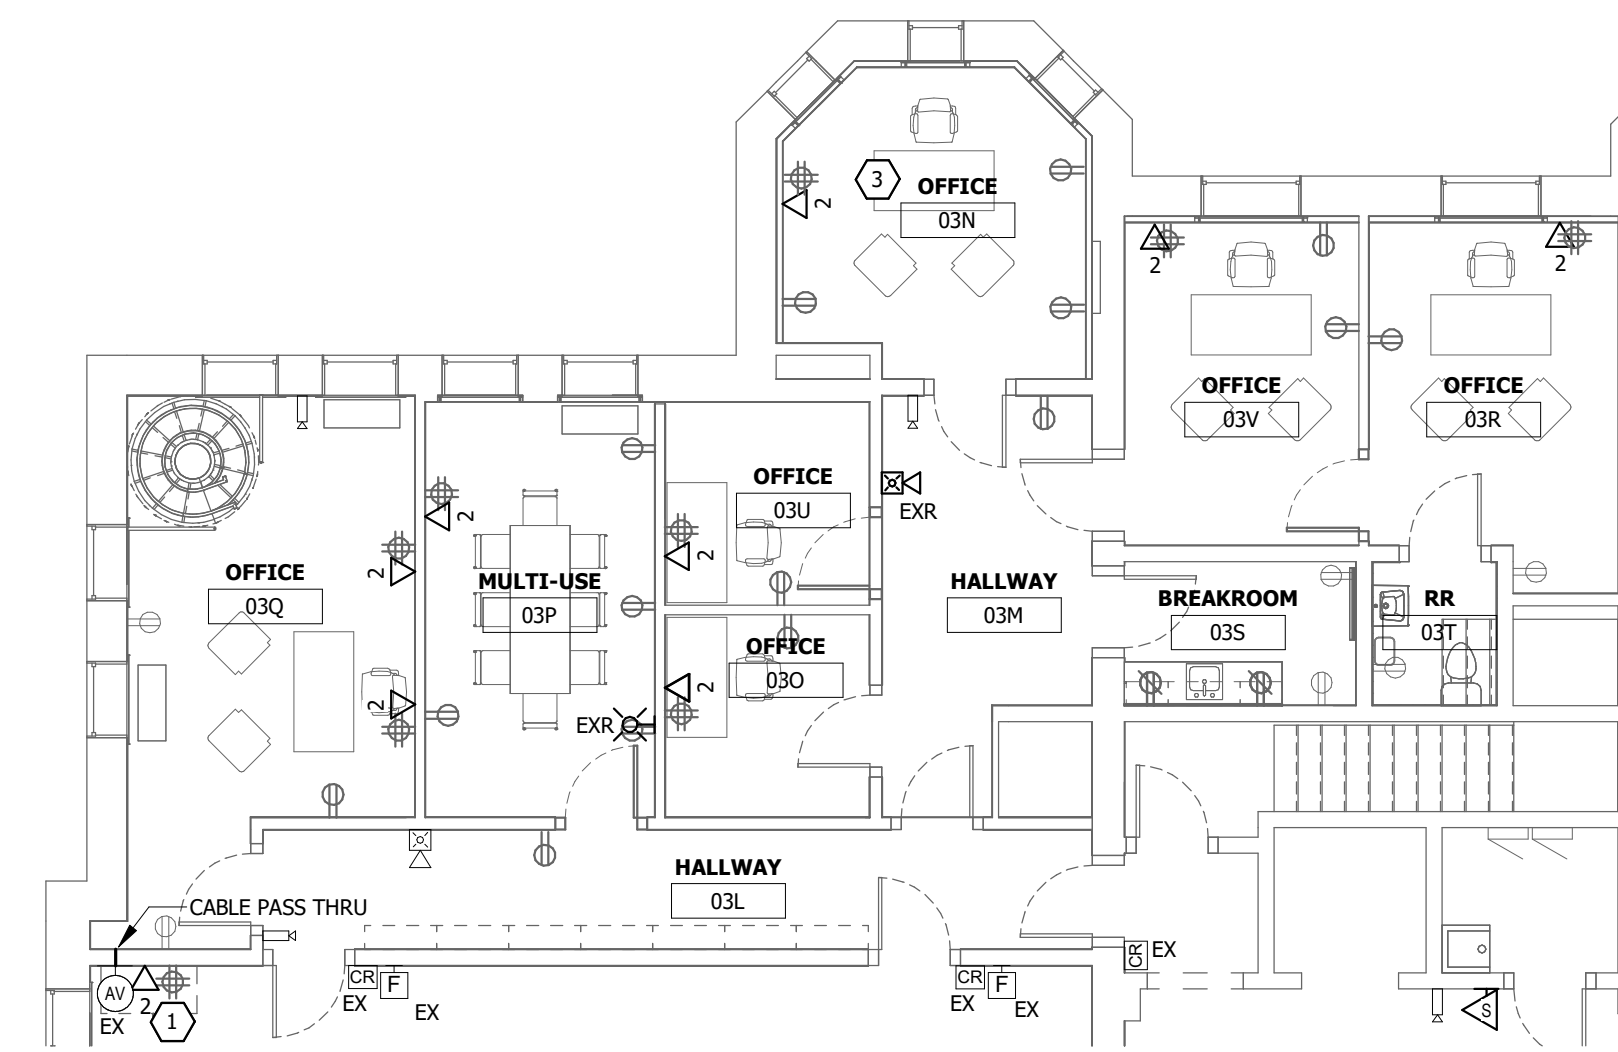 3
OFFICE
03N
2
2
2
OFFICE
03V
OFFICE
03R
OFFICE
03U
EXR
2
2
2
OFFICE
03Q
MULTI-USE
03P
HALLWAY
03M
BREAKROOM
03S
RR
03T
OFFICE
03O
2
2
EXR
HALLWAY
03L
CABLE PASS THRU
AV
EX
2
1
CR
EX
F
EX
CR
EX
F
EX
CR
EX
S